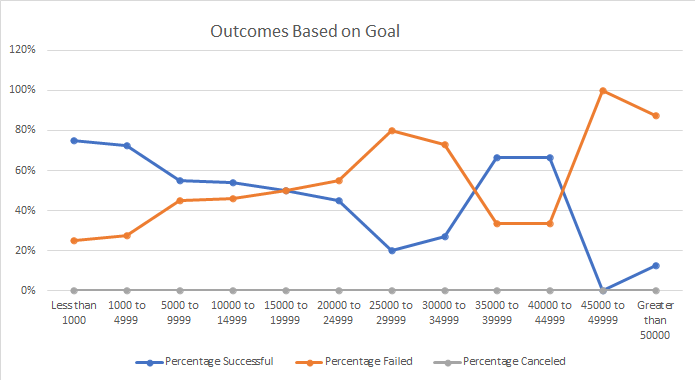 Outcomes Based on Goal
120%
100%
80%
60%
40%
20%
0%
Less than 1000 to 5000 to 10000 to 15000 to 20000 to 25000 to 30000 to 35000 to 40000 to 45000 to Greater
1000 4999 9999 14999 19999 24999 29999 34999 39999 44999 49999 than
50000
Percentage Successful Percentage Failed Percentage Canceled